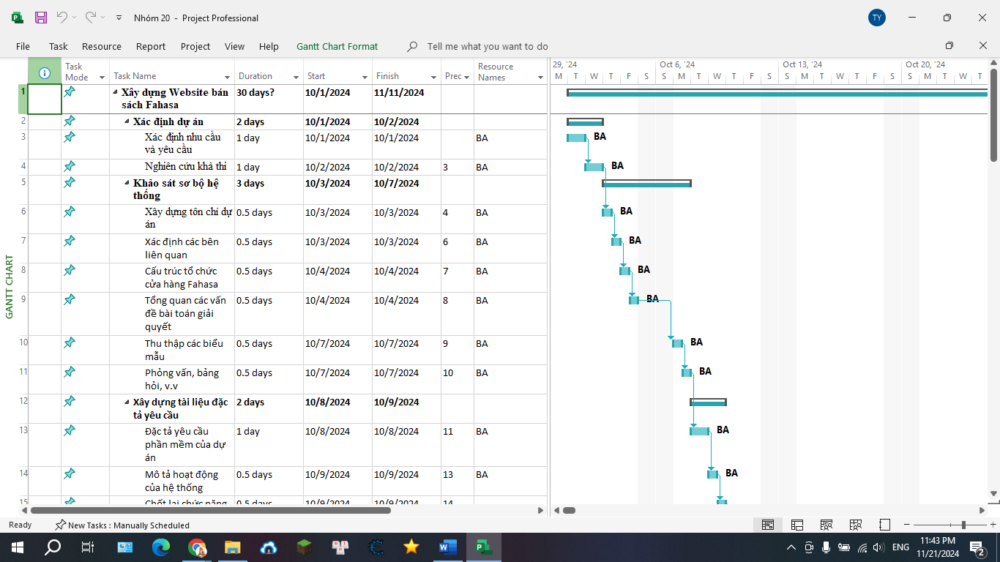 Nhóm 20 - Project Professional
TY
File Task Resource Report Project View Help Gantt Chart Format Tell me what you want to do
Task Mode Task Name Duration Start Finish Prec Resource Names
29, '24 Oct 6, '24 Oct 13, '24 Oct 20, '24
M T W T F S S M T W T F S S M T W T F S S M T W T
GANTT CHART
1 Xây dựng Website bán 30 days? 10/1/2024 11/11/2024
sách Fahasa
2 Xác định dự án 2 days 10/1/2024 10/2/2024
3 Xác định nhu cầu 1 day 10/1/2024 10/1/2024 BA BA
và yêu cầu
4 Nghiên cứu khả thi 1 day 10/2/2024 10/2/2024 3 BA BA
5 Khảo sát sơ bộ hệ 3 days 10/3/2024 10/7/2024
thống
6 Xây dựng tôn chỉ dự 0.5 days 10/3/2024 10/3/2024 4 BA BA
án
7 Xác định các bên 0.5 days 10/3/2024 10/3/2024 6 BA BA
liên quan
8 Cấu trúc tổ chức 0.5 days 10/4/2024 10/4/2024 7 BA BA
cửa hàng Fahasa
9 Tổng quan các vấn 0.5 days 10/4/2024 10/4/2024 8 BA BA
đề bài toán giải
quyết
10 Thu thập các biểu 0.5 days 10/7/2024 10/7/2024 9 BA BA
mẫu
11 Phỏng vấn, bảng 0.5 days 10/7/2024 10/7/2024 10 BA BA
hỏi, v.v
12 Xây dựng tài liệu đặc 2 days 10/8/2024 10/9/2024
tả yêu cầu
13 Đặc tả yêu cầu 1 day 10/8/2024 10/8/2024 11 BA BA
phần mềm của dự
án
14 Mô tả hoạt động 0.5 days 10/9/2024 10/9/2024 13 BA BA
của hệ thống
15 Chốt lại chức năng 0.5 days 10/9/2024 10/9/2024 14
Ready New Tasks : Manually Scheduled
ENG 11:43 PM
11/21/2024 2